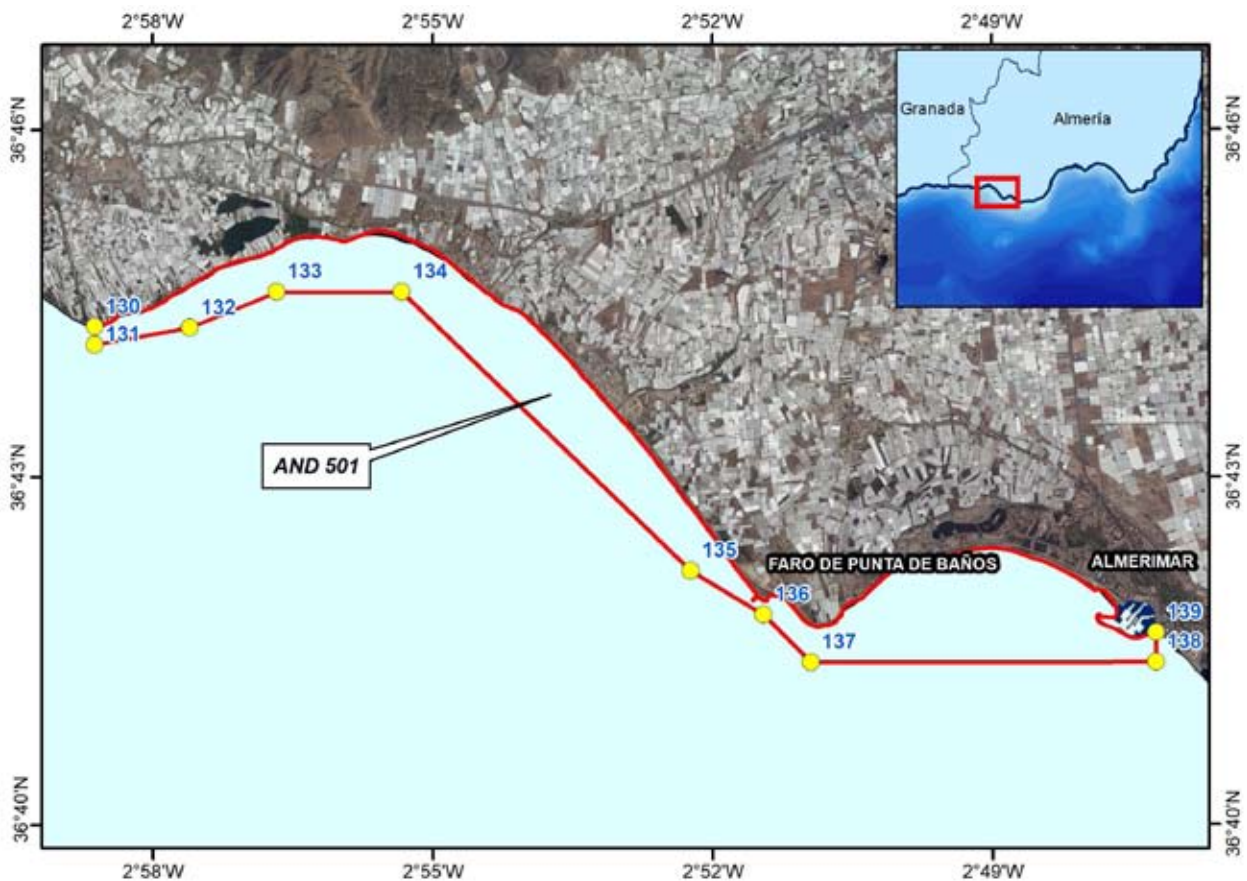 2°58'W
2°55'W
2°52'W
2°49'W
36°46'N
36°46'N
Granada
Almería
133
134
130
132
131
AND 501
36°43'N
36°43'N
135
FARO DE PUNTA DE BAÑOS
ALMERIMAR
136
139
137
138
36°40'N
36°40'N
2°58'W
2°55'W
2°52'W
2°49'W